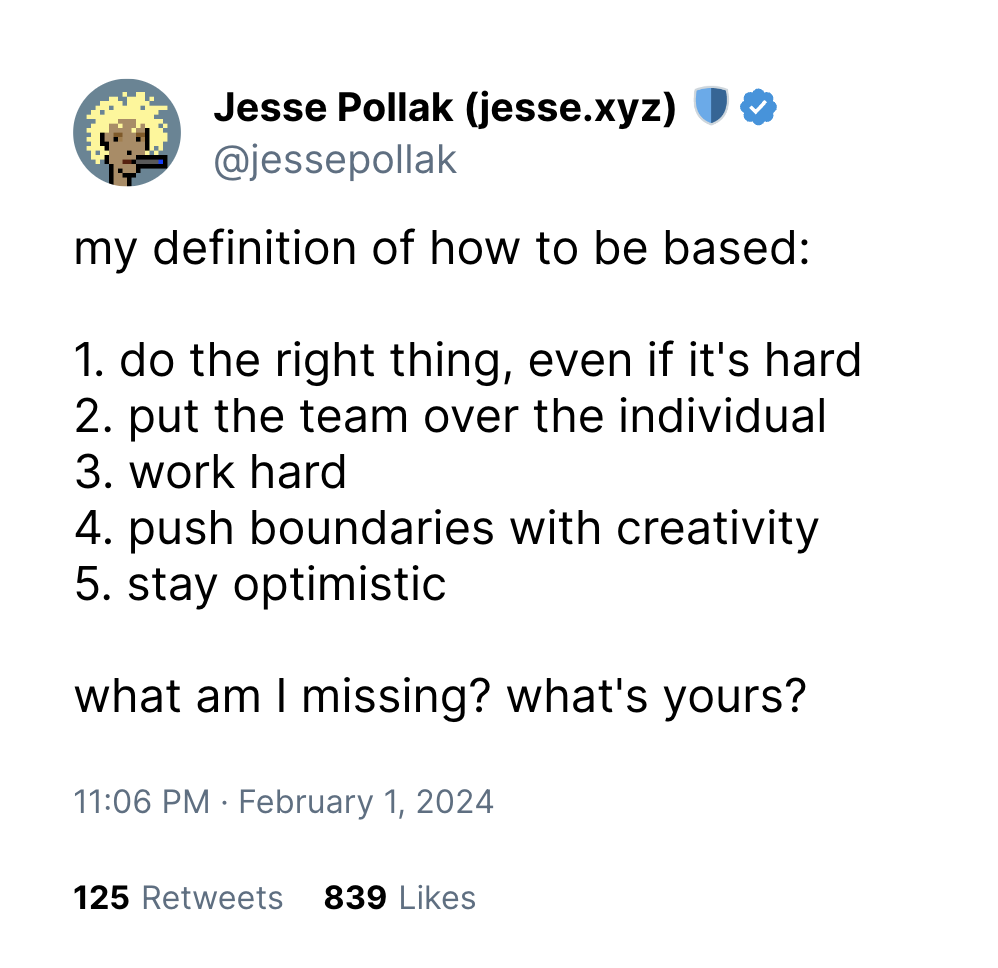 Jesse Pollak (jesse.xyz) 🛡️
@jessepollak
my definition of how to be based:
1. do the right thing, even if it's hard
2. put the team over the individual
3. work hard
4. push boundaries with creativity
5. stay optimistic
what am I missing? what's yours?
11:06 PM · February 1, 2024
125 Retweets 839 Likes